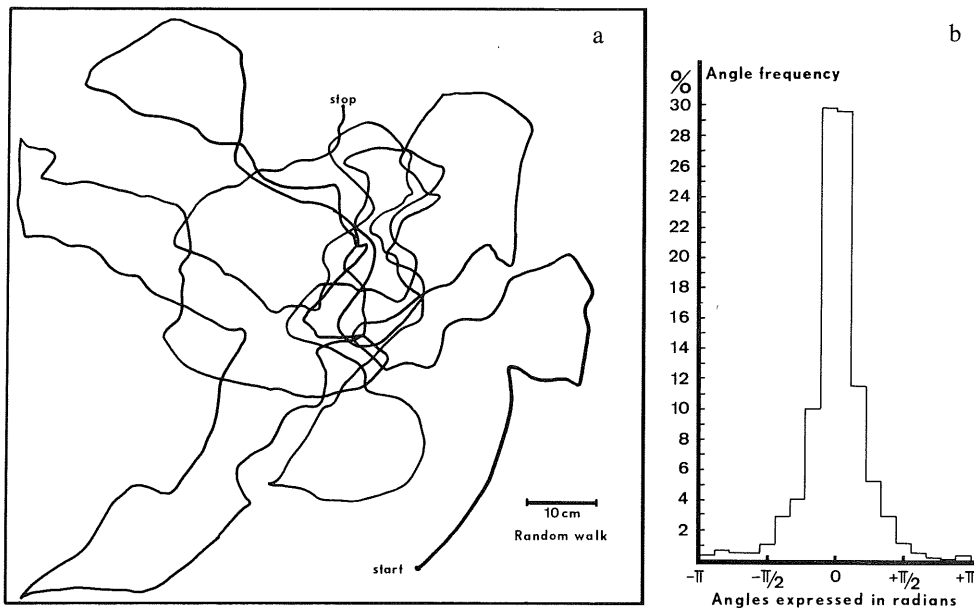 a
stop
10 cm
Random walk
start
b
%
Angle frequency
30
28
26
24
22
20
18
16
14
12
10
8
6
4
2
-π -π/2 0 +π/2 +π
Angles expressed in radians